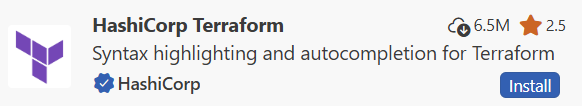 HashiCorp Terraform 6.5M 2.5
Syntax highlighting and autocompletion for Terraform
HashiCorp Install